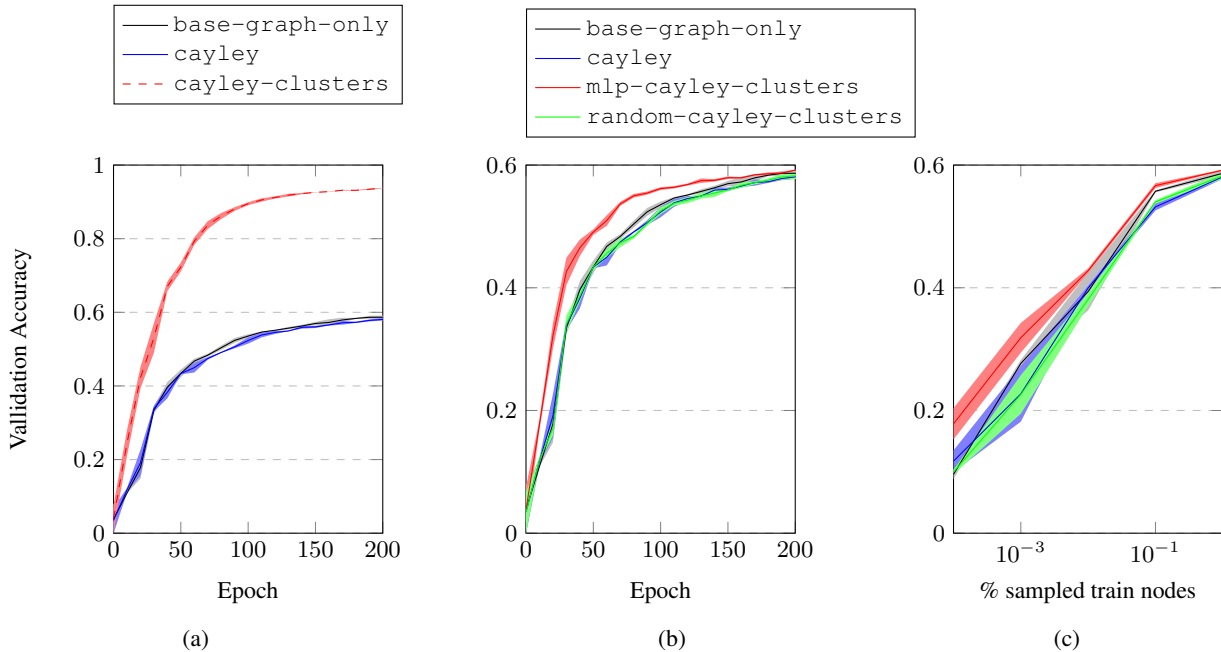 base-graph-only
cayley
cayley-clusters
base-graph-only
cayley
mlp-cayley-clusters
random-cayley-clusters
Vallidation Accuracy
1
0.8
0.6
0.4
0.2
0
0 50 100 150 200
Epoch
(a)
0.6
0.4
0.2
0
0 50 100 150 200
Epoch
(b)
0.6
0.4
0.2
0
10^{-3} 10^{-1}
% sampled train nodes
(c)